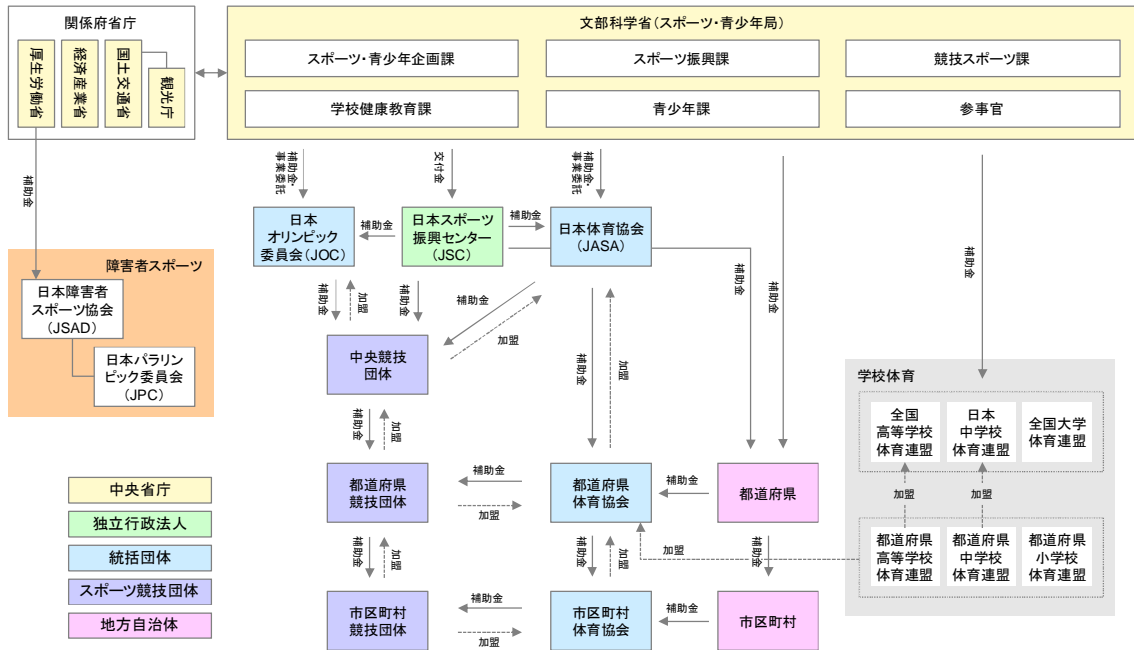 関係府省庁
厚生労働省
経済産業省
国土交通省
観光庁
文部科学省(スポーツ・青少年局)
スポーツ・青少年企画課
スポーツ振興課
競技スポーツ課
学校健康教育課
青少年課
参事官
補助金
補助金・
事業委託
交付金
補助金・
事業委託
補助金
補助金
補助金
日本
オリンピック
委員会(JOC)
補助金
日本スポーツ
振興センター
(JSC)
補助金
日本体育協会
(JASA)
障害者スポーツ
日本障害者
スポーツ協会
(JSAD)
日本パラリン
ピック委員会
(JPC)
補助金
加盟
補助金
補助金
加盟
補助金
加盟
補助金
中央競技
団体
補助金
加盟
学校体育
全国
高等学校
体育連盟
日本
中学校
体育連盟
全国大学
体育連盟
加盟
加盟
都道府県
高等学校
体育連盟
都道府県
中学校
体育連盟
都道府県
小学校
体育連盟
都道府県
競技団体
補助金
加盟
都道府県
体育協会
補助金
都道府県
加盟
補助金
加盟
補助金
加盟
補助金
市区町村
競技団体
補助金
加盟
市区町村
体育協会
補助金
市区町村
中央省庁
独立行政法人
統括団体
スポーツ競技団体
地方自治体